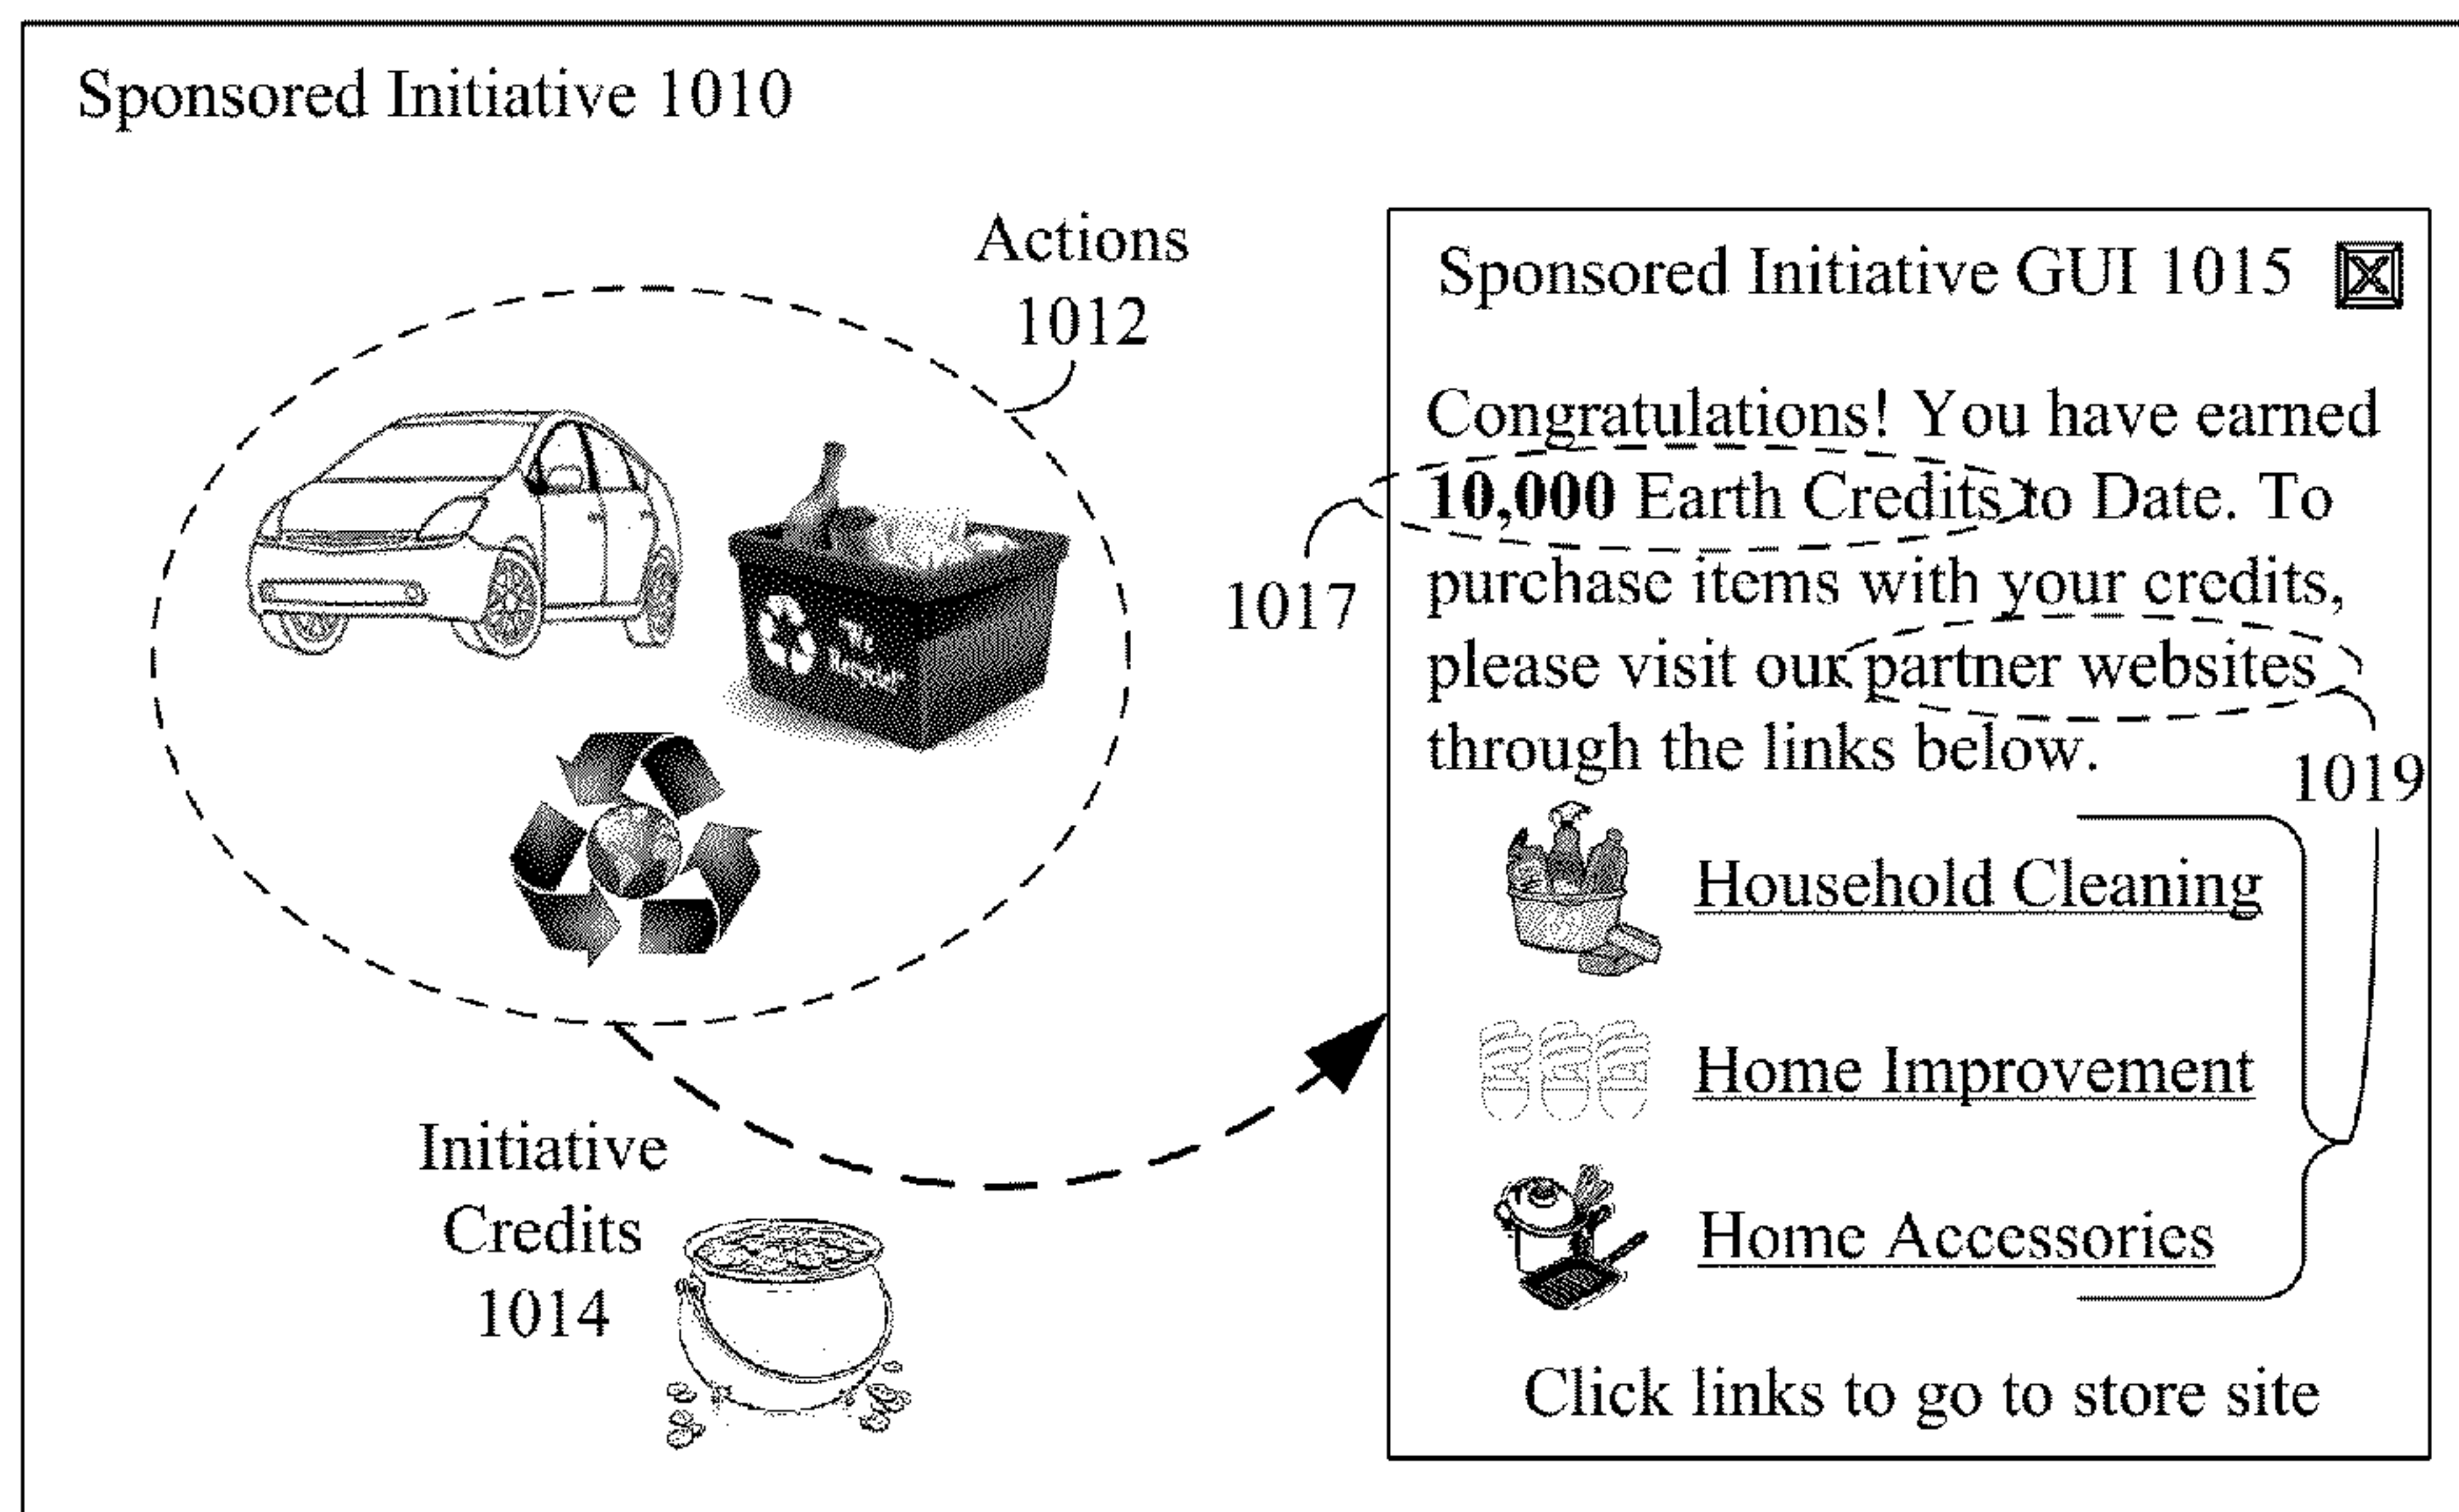 Sponsored Initiative 1010
Actions
1012
We
Recycle!
Initiative
Credits
1014
Sponsored Initiative GUI 1015
X
Congratulations! You have earned
10,000 Earth Credits to Date. To
purchase items with your credits,
please visit our partner websites
through the links below.
1017
1019
Household Cleaning
Home Improvement
Home Accessories
Click links to go to store site